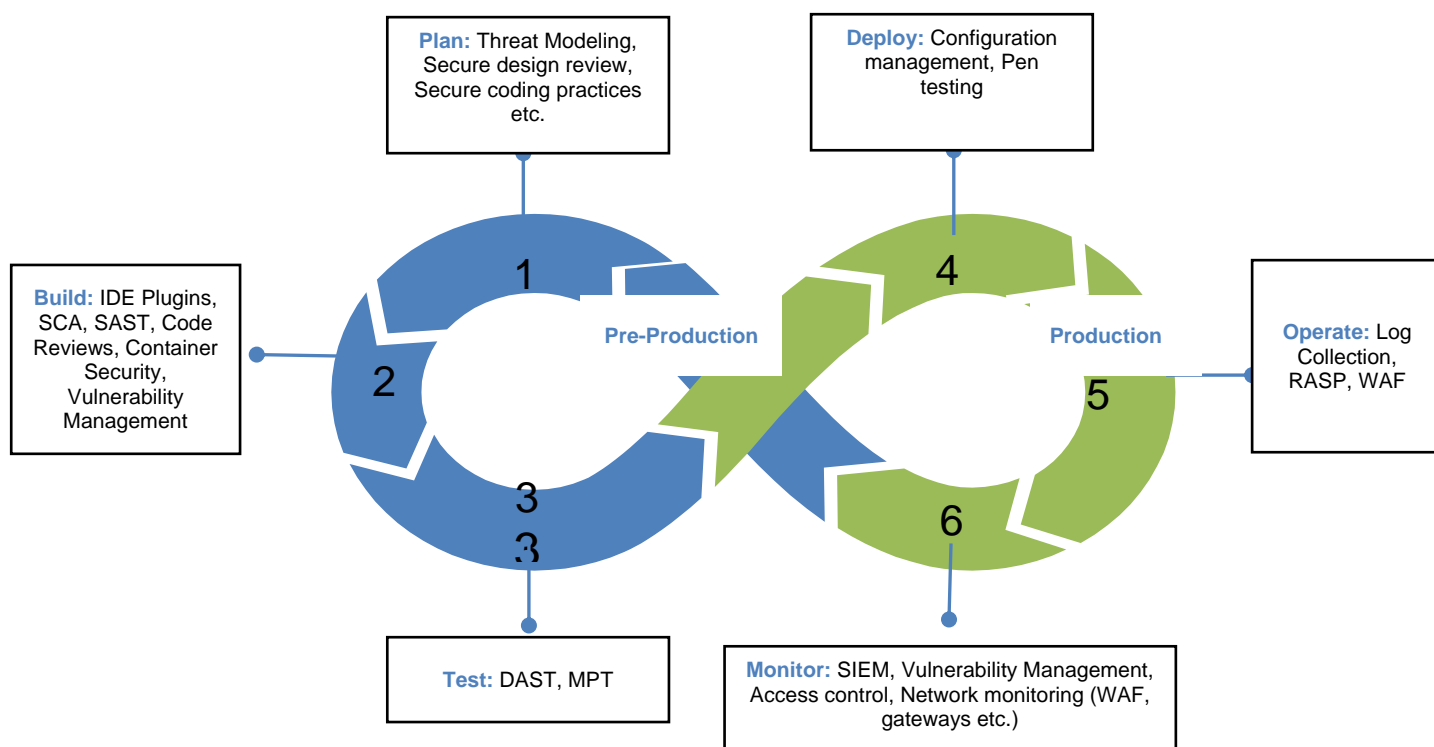 Plan: Threat Modeling,
Secure design review,
Secure coding practices
etc.
Deploy: Configuration
management, Pen
testing
1
4
Build: IDE Plugins,
SCA, SAST, Code
Reviews, Container
Security,
Vulnerability
Management
Pre-Production
Production
Operate: Log
Collection,
RASP, WAF
2
5
3
3
6
Test: DAST, MPT
Monitor: SIEM, Vulnerability Management,
Access control, Network monitoring (WAF,
gateways etc.)